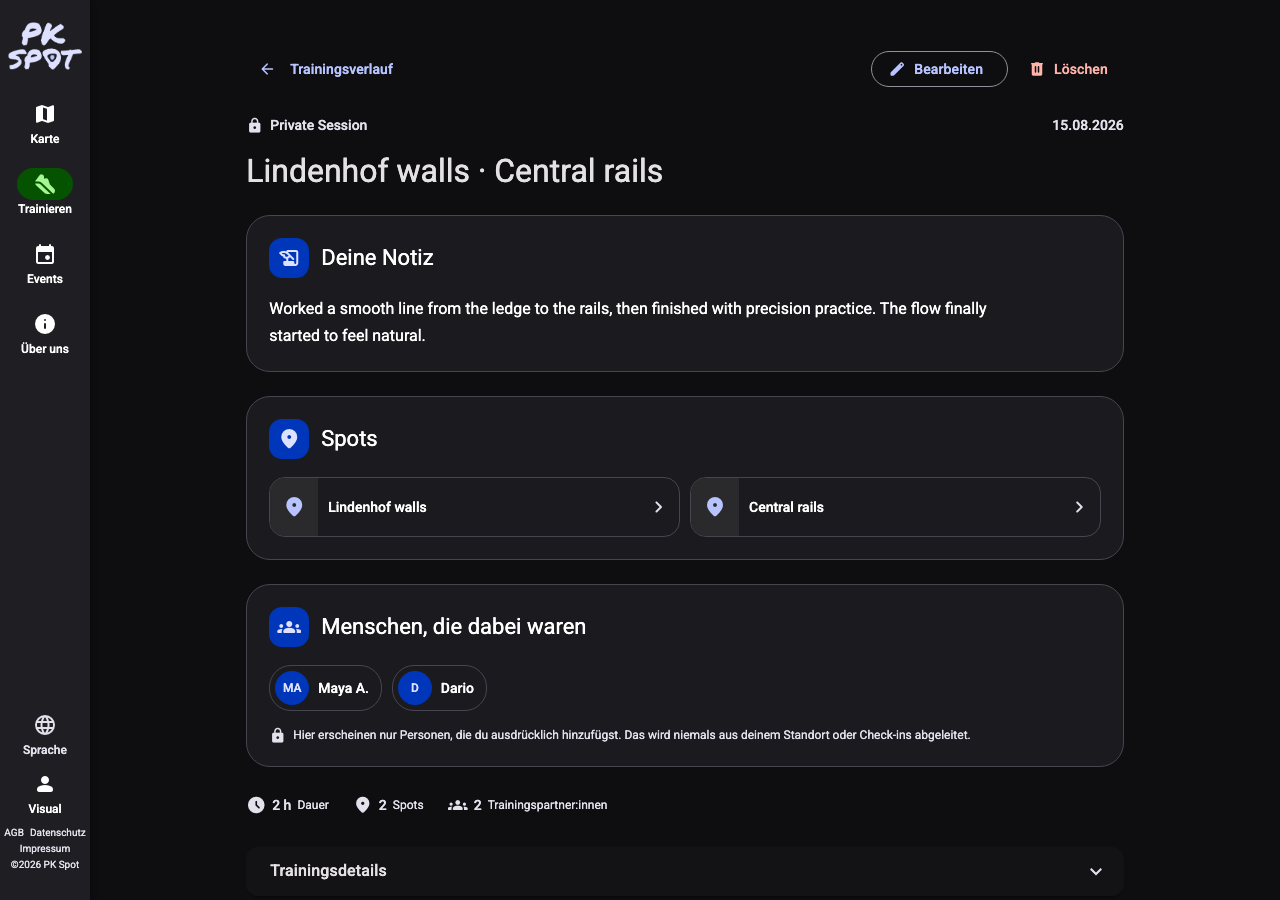 PK
SPOT
Karte
Trainieren
Events
Über uns
Sprache
Visual
AGB Datenschutz
Impressum
©2026 PK Spot
Trainingsverlauf
Bearbeiten
Löschen
Private Session
15.08.2026
Lindenhof walls · Central rails
Deine Notiz
Worked a smooth line from the ledge to the rails, then finished with precision practice. The flow finally
started to feel natural.
Spots
Lindenhof walls
Central rails
Menschen, die dabei waren
MA Maya A.
D Dario
Hier erscheinen nur Personen, die du ausdrücklich hinzufügst. Das wird niemals aus deinem Standort oder Check-ins abgeleitet.
2 h Dauer
2 Spots
2 Trainingspartner:innen
Trainingsdetails